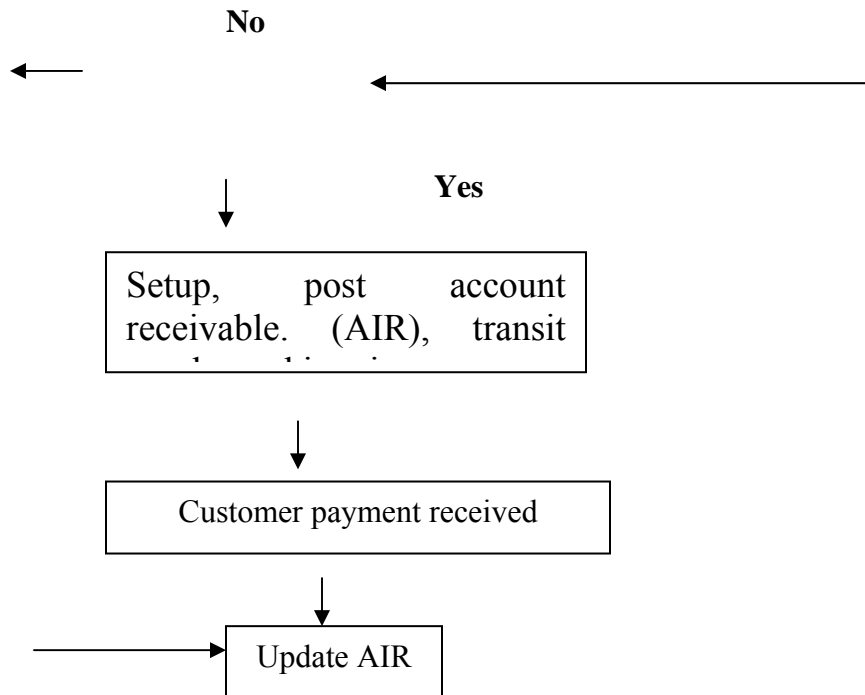 No
Yes
Setup, post account
receivable. (AIR), transit
Customer payment received
Update AIR